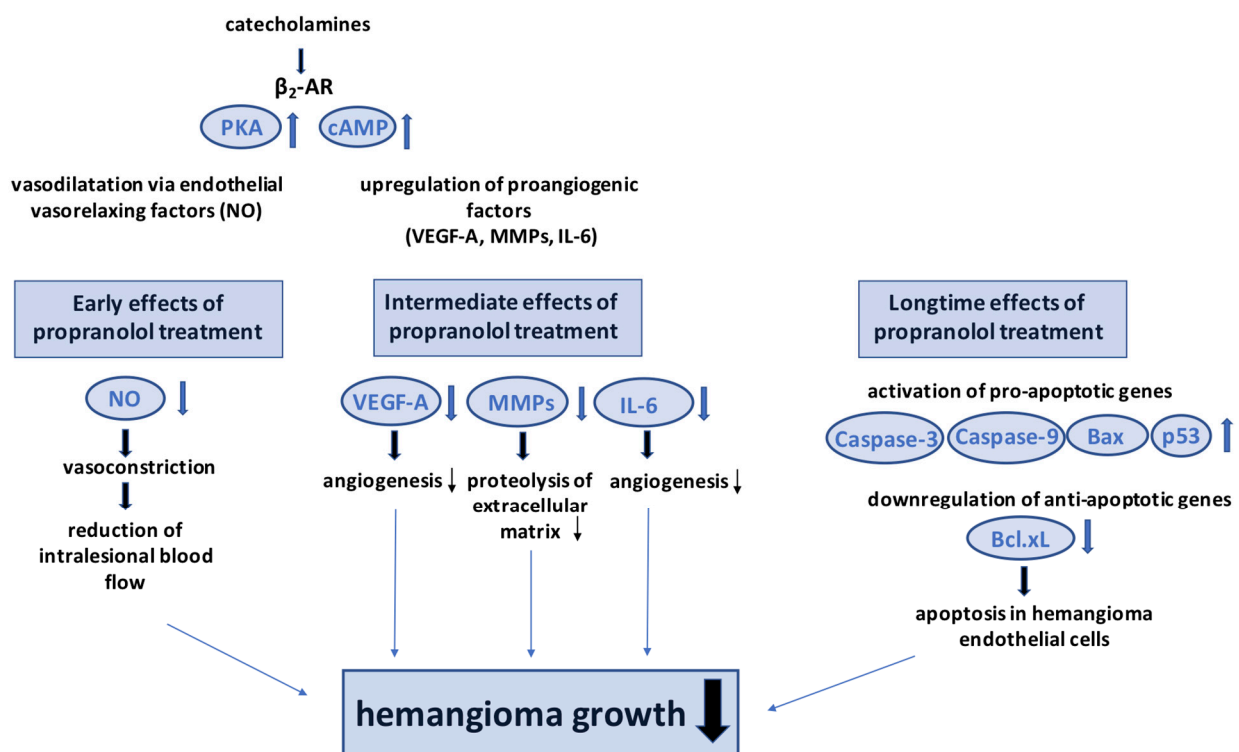 catecholamines
β₂-AR
PKA
cAMP
vasodilatation via endothelial
vasorelaxing factors (NO)
upregulation of proangiogenic
factors
(VEGF-A, MMPs, IL-6)
Early effects of
propranolol treatment
NO
vasoconstriction
reduction of
intralesional blood
flow
Intermediate effects of
propranolol treatment
VEGF-A
MMPs
IL-6
angiogenesis
proteolysis of
extracellular
matrix
angiogenesis
Longtime effects of
propranolol treatment
activation of pro-apoptotic genes
Caspase-3
Caspase-9
Bax
p53
downregulation of anti-apoptotic genes
Bcl.xL
apoptosis in hemangioma
endothelial cells
hemangioma growth